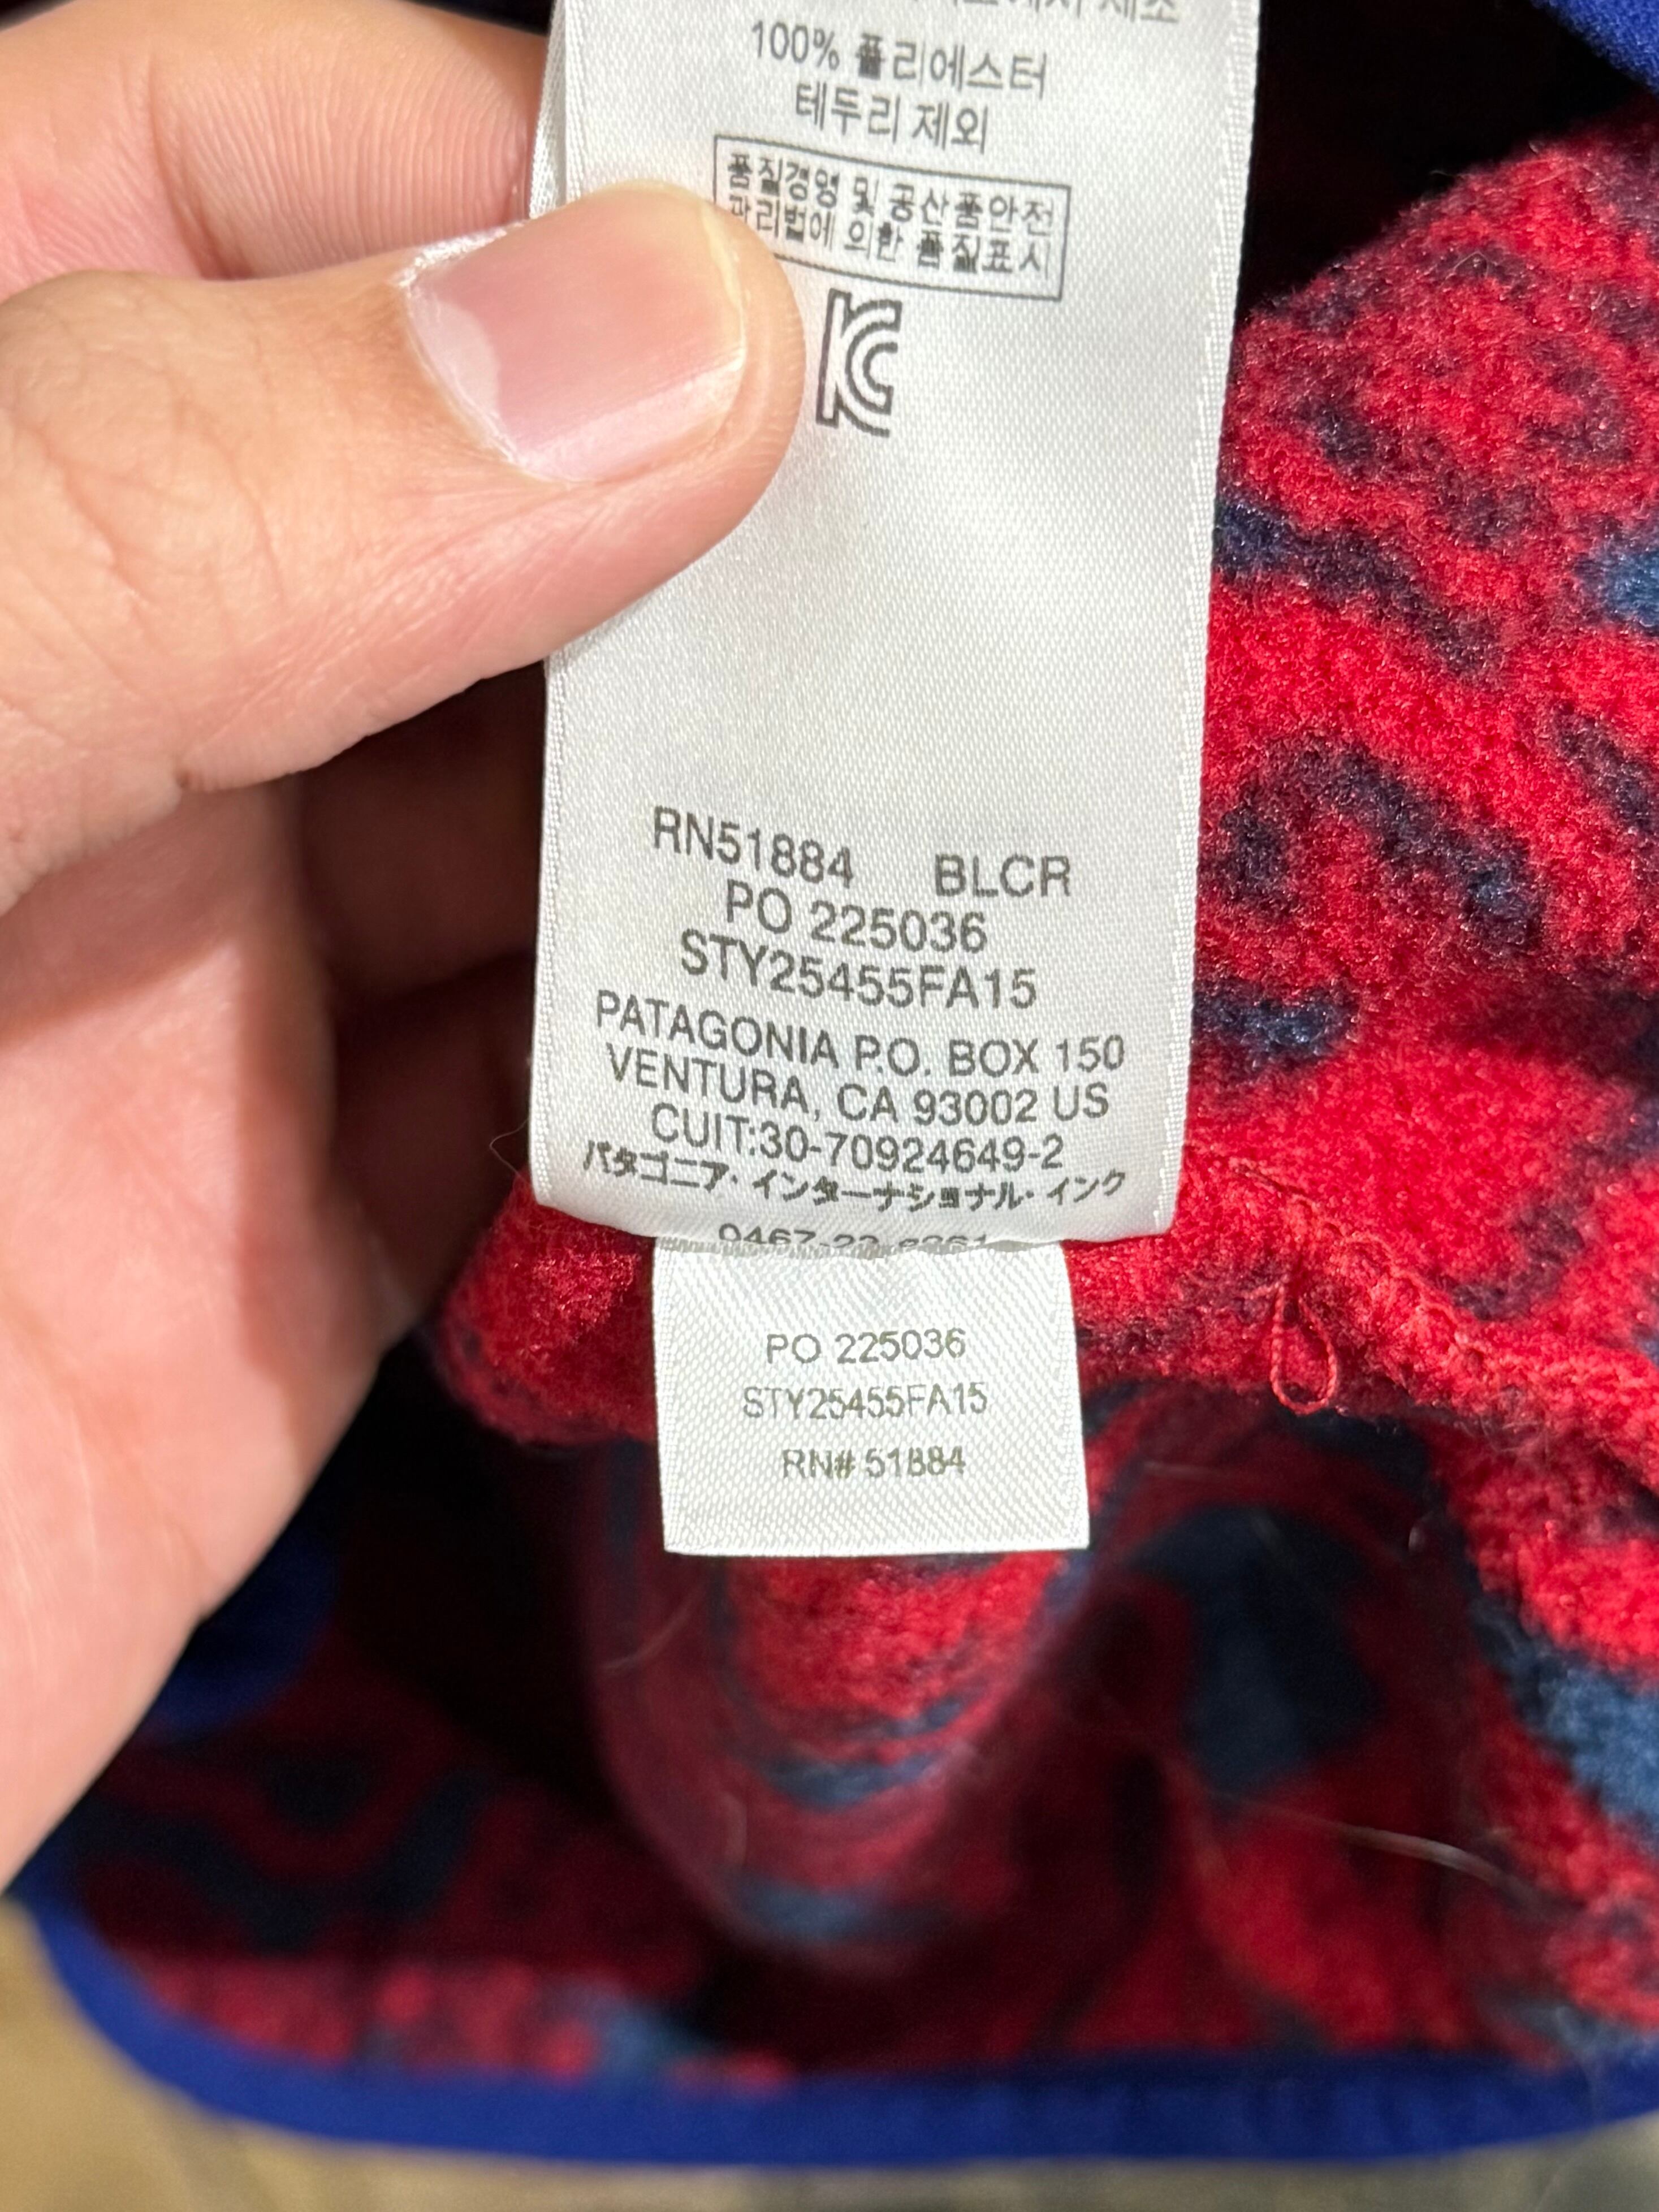 제조
100% 폴리에스터
테두리 제외
품질경영 및 공산품안전
관리법에 의한 품질표시
KC
RN51884 BLCR
PO 225036
STY25455FA15
PATAGONIA P.O. BOX 150
VENTURA, CA 93002 US
CUIT:30-70924649-2
パタゴニア・インターナショナル・インク
PO 225036
STY25455FA15
RN# 51884